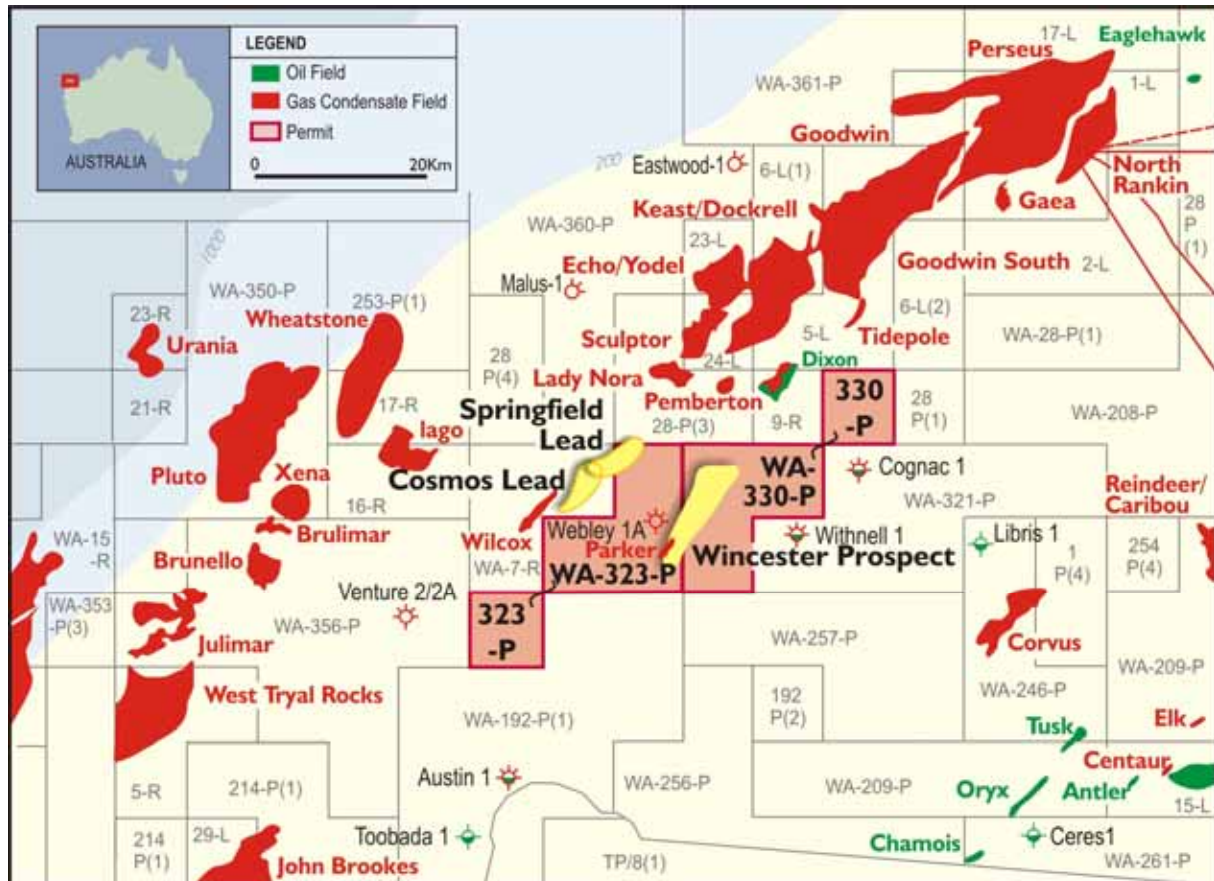 LEGEND
Oil Field
Gas Condensate Field
Permit
0 20Km
AUSTRALIA
17-L
Eaglehawk
Perseus
WA-361-P
1-L
Goodwin
200
Eastwood-1
6-L(1)
North
Rankin
Gaea
Keast/Dockrell
28
P
(1)
WA-360-P
23-L
1000
Echo/Yodel
Goodwin South
2-L
Malus-1
WA-350-P
253-P(1)
23-R
Wheatstone
Urania
6-L(2)
Sculptor
5-L
Tidepole
WA-28-P(1)
28
P(4)
24-L
Dixon
Lady Nora
21-R
17-R
Pemberton
330
-P
28
P(1)
WA-208-P
Springfield
Lead
28-P(3)
9-R
Iago
Pluto
Xena
Cosmos Lead
WA-
330-P
Cognac 1
WA-321-P
Reindeer/
Caribou
16-R
Brulimar
Wilcox
Webley 1A
Withnell 1
Libris 1
WA-15
-R
Brunello
Parker
Wincester Prospect
WA-7-R
WA-323-P
1
P(4)
254
P(4)
Venture 2/2A
WA-353
-P(3)
323
-P
WA-356-P
Julimar
WA-257-P
Corvus
WA-209-P
West Tryal Rocks
WA-246-P
192
P(2)
WA-192-P(1)
Tusk
Elk
Centaur
Austin 1
WA-256-P
WA-209-P
5-R
214-P(1)
Oryx
Antler
15-L
Toobada 1
Ceres1
214
P(1)
29-L
Chamois
John Brookes
TP/8(1)
WA-261-P